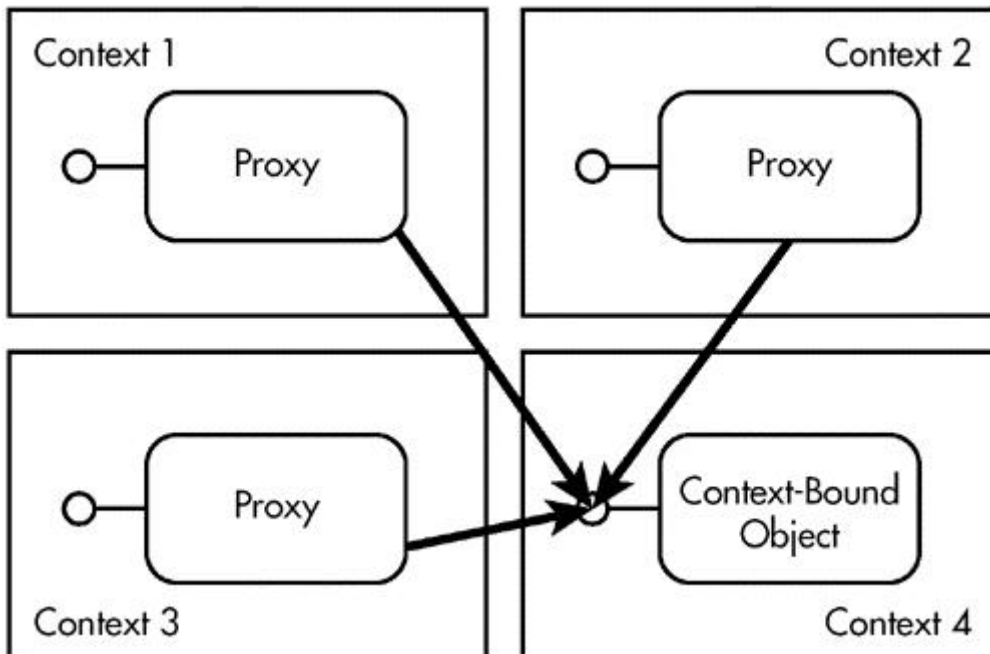 Context 1
Proxy
Context 2
Proxy
Proxy
Context 3
Context-Bound
Object
Context 4